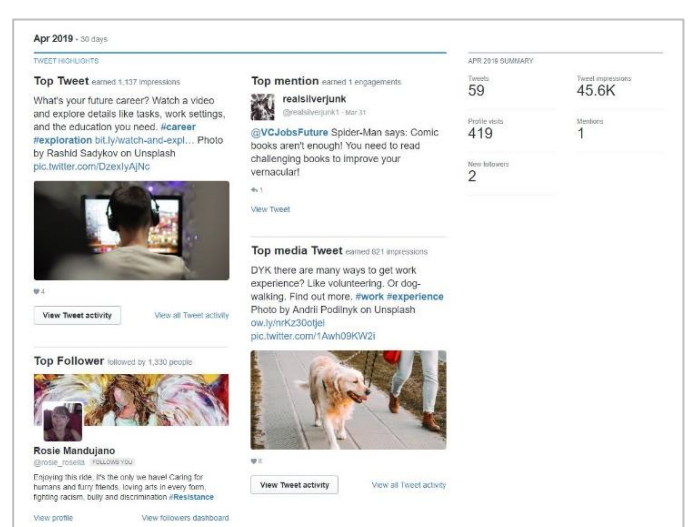 Apr 2019 • 30 days
TWEET HIGHLIGHTS
Top Tweet earned 1,137 impressions
What's your future career? Watch a video
and explore details like tasks, work settings,
and the education you need. #career
#exploration bit.ly/watch-and-expl… Photo
by Rashid Sadykov on Unsplash
pic.twitter.com/DzexIyAjNc
4
View Tweet activity
View all Tweet activity
Top Follower followed by 1,330 people
Rosie Mandujano
@rosie_rosella FOLLOWS YOU
Enjoying this ride, it's the only we have! Caring for
humans and furry friends, loving arts in every form,
fighting racism, bully and discrimination #Resistance
View profile
View followers dashboard
Top mention earned 1 engagements
realsilverjunk
@realsilverjunk1 • Mar 31
@VCJobsFuture Spider-Man says: Comic
books aren't enough! You need to read
challenging books to improve your
vernacular!
1
View Tweet
Top media Tweet earned 821 impressions
DYK there are many ways to get work
experience? Like volunteering. Or dog-
walking. Find out more. #work #experience
Photo by Andrii Podilnyk on Unsplash
ow.ly/nrKz30otjei
pic.twitter.com/1Awh09KW2i
6
View Tweet activity
View all Tweet activity
APR 2019 SUMMARY
Tweets
59
Tweet impressions
45.6K
Profile visits
419
Mentions
1
New followers
2